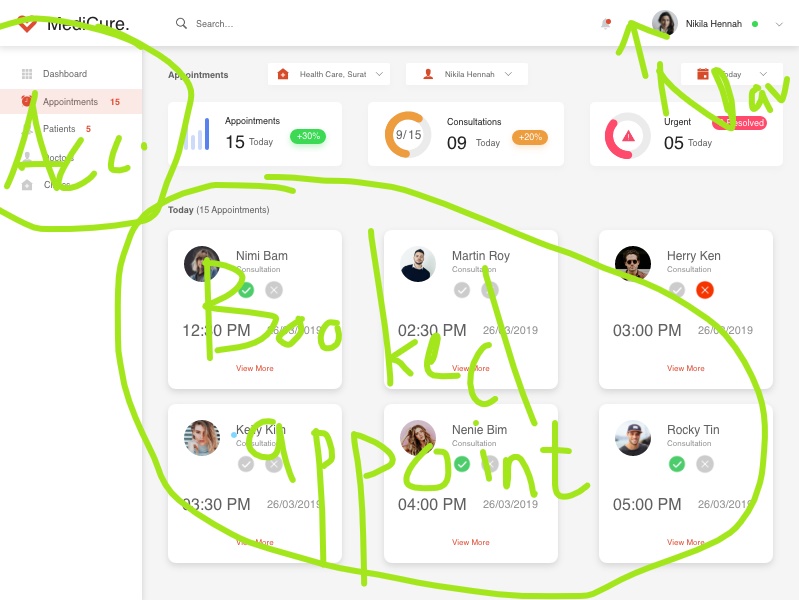 MediCure.
Search...
Nikila Hennah
Dashboard
Appointments 15
Patients 5
Doctors
Acc.
Appointments
Health Care, Surat
Nikila Hennah
Today
Nav
Appointments
15 Today
+30%
9/15
Consultations
09 Today
+20%
Urgent
05 Today
Resolved
Today (15 Appointments)
Nimi Bam
Consultation
12:30 PM 26/03/2019
View More
Martin Roy
Consultation
02:30 PM 26/03/2019
View More
Herry Ken
Consultation
03:00 PM 26/03/2019
View More
Booked
appoint
Kelly Kim
Consultation
03:30 PM 26/03/2019
View More
Nenie Bim
Consultation
04:00 PM 26/03/2019
View More
Rocky Tin
Consultation
05:00 PM 26/03/2019
View More